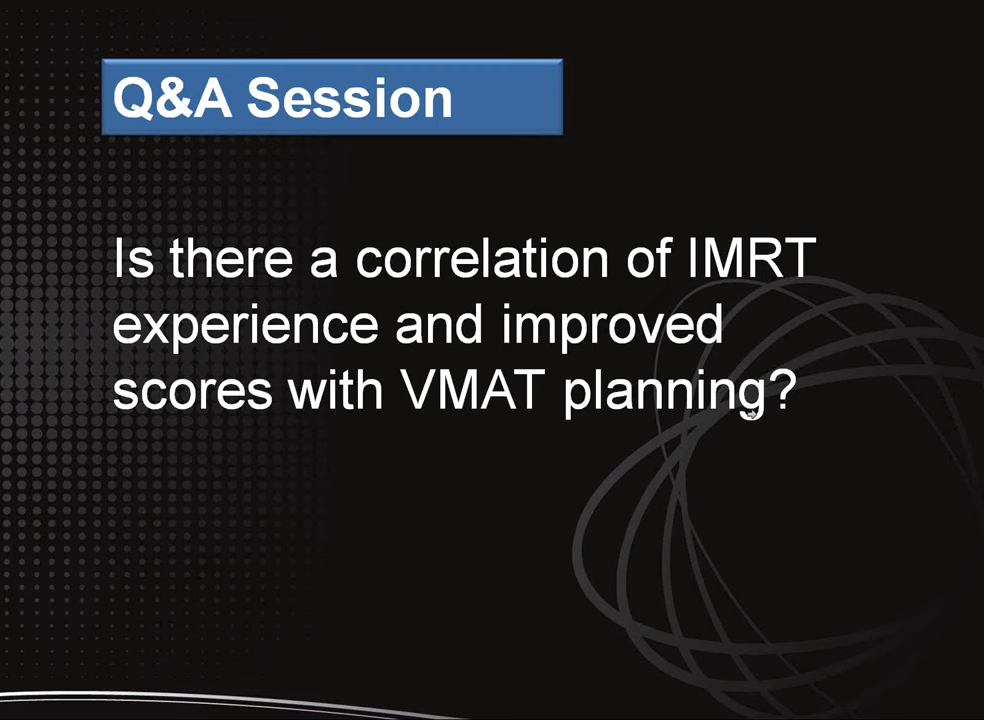 Q&A Session
Is there a correlation of IMRT
experience and improved
scores with VMAT planning?